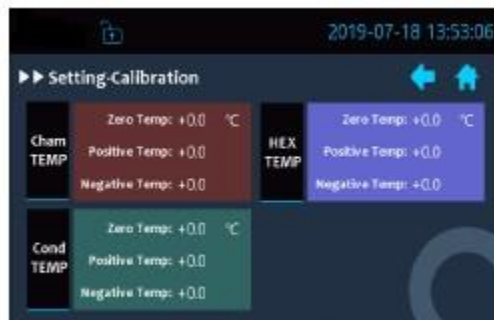 2019-07-18 13:53:06
▶▶ Setting-Calibration
Cham TEMP
Zero Temp: +0.0 ℃
Positive Temp: +0.0
Negative Temp: +0.0
HEX TEMP
Zero Temp: +0.0 ℃
Positive Temp: +0.0
Negative Temp: +0.0
Cond TEMP
Zero Temp: +0.0 ℃
Positive Temp: +0.0
Negative Temp: +0.0